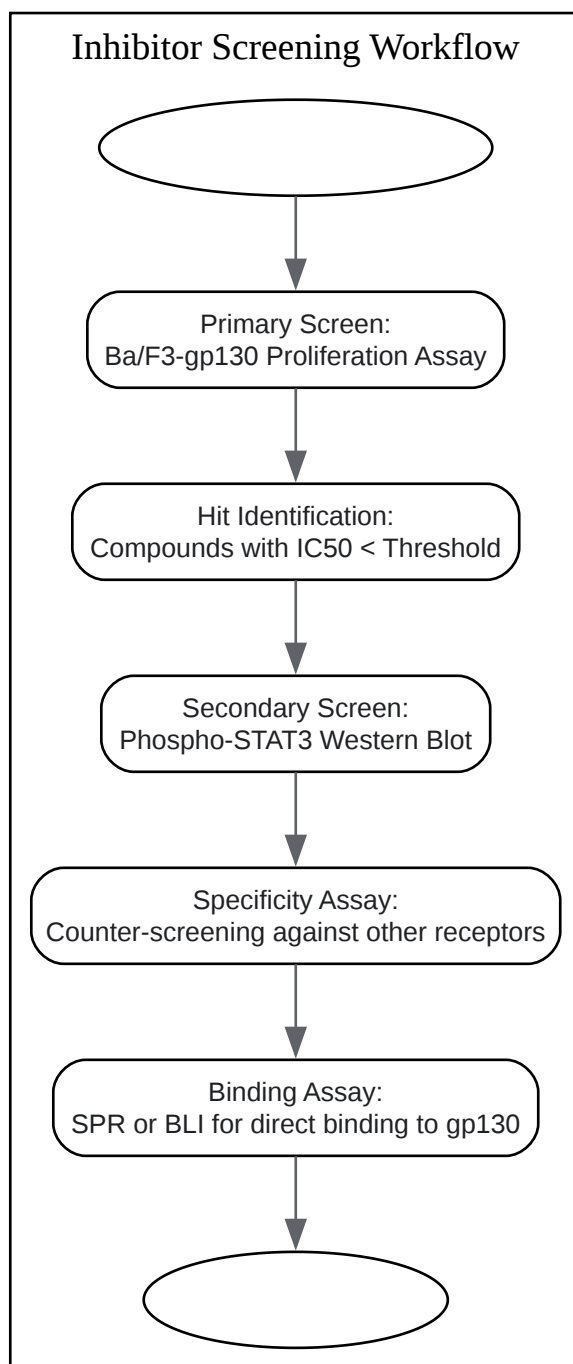 Inhibitor Screening Workflow
Primary Screen:
Ba/F3-gp130 Proliferation Assay
Hit Identification:
Compounds with IC50 < Threshold
Secondary Screen:
Phospho-STAT3 Western Blot
Specificity Assay:
Counter-screening against other receptors
Binding Assay:
SPR or BLI for direct binding to gp130